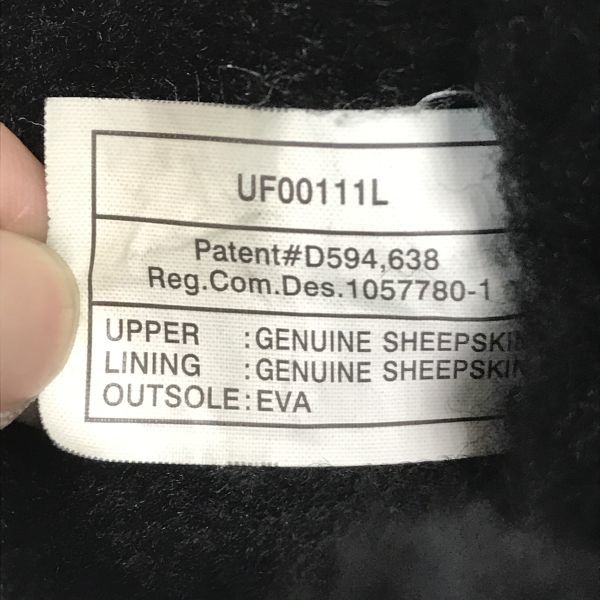 UF00111L
Patent#D594,638
Reg.Com.Des.1057780-1
UPPER :GENUINE SHEEPSKIN
LINING :GENUINE SHEEPSKIN
OUTSOLE:EVA